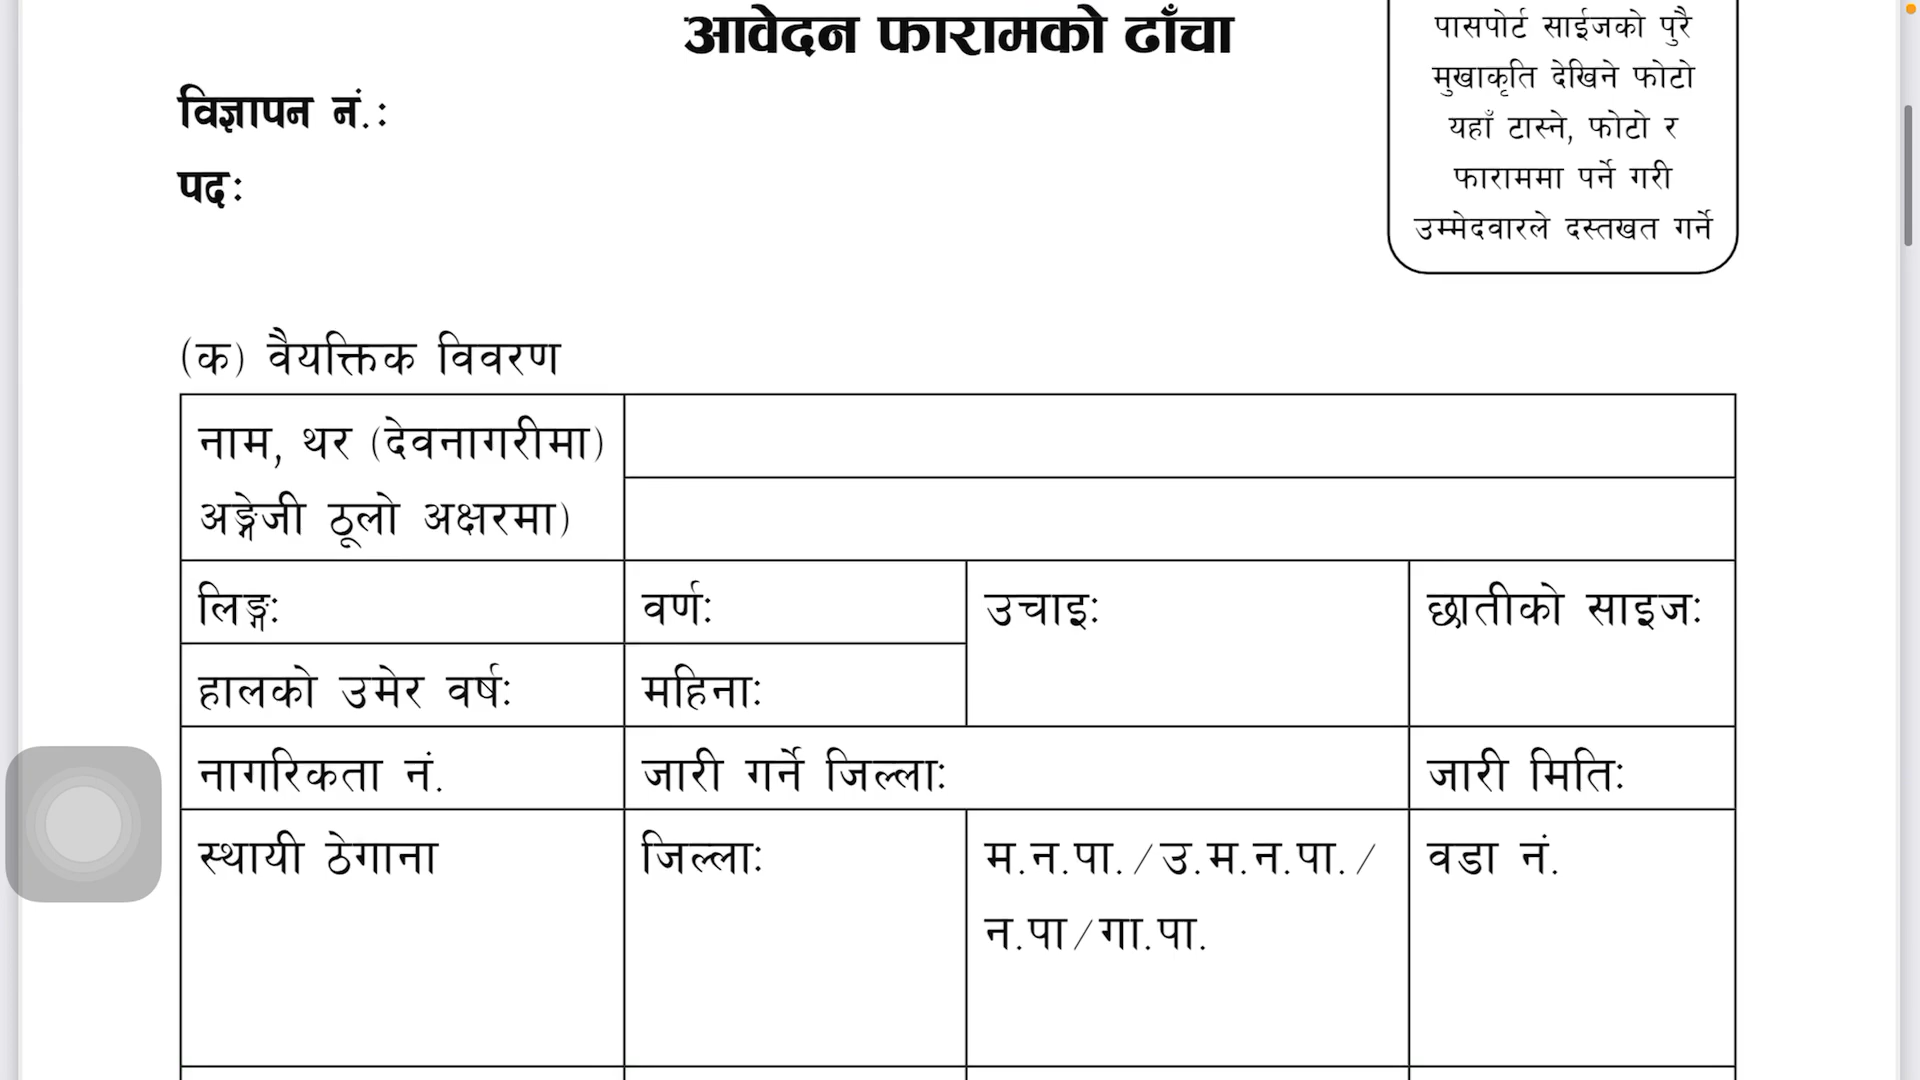 आवेदन फारामको ढाँचा
पासपोर्ट साईजको पुरै
मुखाकृति देखिने फोटो
यहाँ टास्ने, फोटो र
फाराममा पर्ने गरी
उम्मेदवारले दस्तखत गर्ने
विज्ञापन नं.:
पद:
(क) वैयक्तिक विवरण
नाम, थर (देवनागरीमा)
अङ्ग्रेजी ठूलो अक्षरमा)
लिङ्ग:
वर्ण:
उचाइ:
छातीको साइज:
हालको उमेर वर्ष:
महिना:
नागरिकता नं.
जारी गर्ने जिल्ला:
जारी मिति:
स्थायी ठेगाना
जिल्ला:
म.न.पा./उ.म.न.पा./
न.पा/गा.पा.
वडा नं.